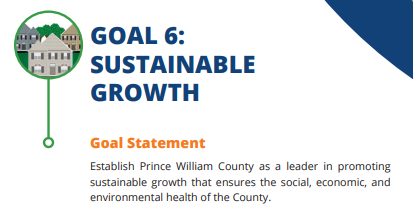 GOAL 6:
SUSTAINABLE
GROWTH
Goal Statement
Establish Prince William County as a leader in promoting
sustainable growth that ensures the social, economic, and
environmental health of the County.